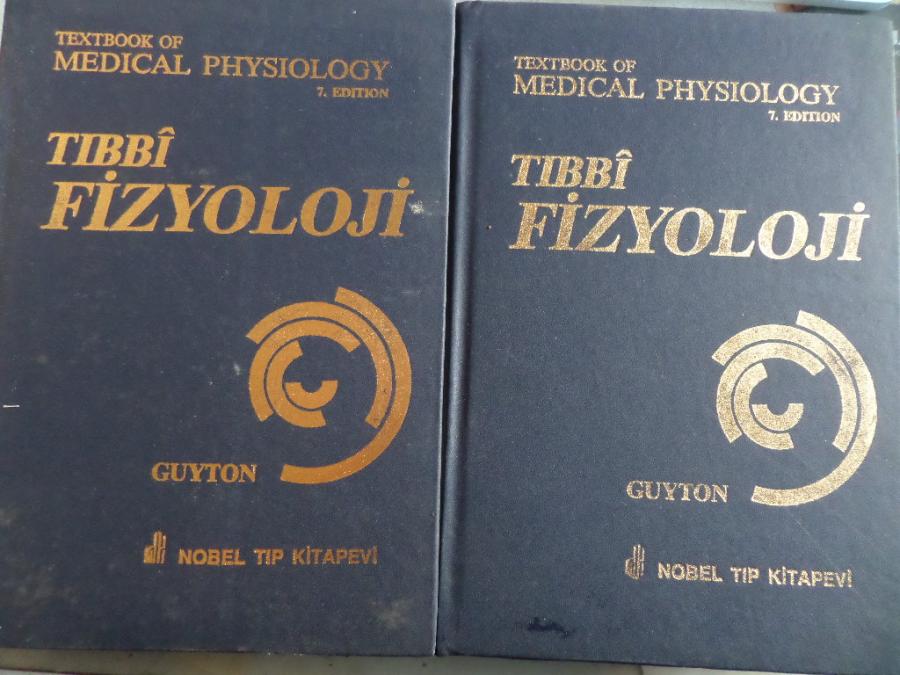 TEXTBOOK OF
MEDICAL PHYSIOLOGY
7. EDITION
TIBBÎ
FİZYOLOJİ
GUYTON
NOBEL TIP KİTAPEVİ
TEXTBOOK OF
MEDICAL PHYSIOLOGY
7. EDITION
TIBBÎ
FİZYOLOJİ
GUYTON
NOBEL TIP KİTAPEVİ